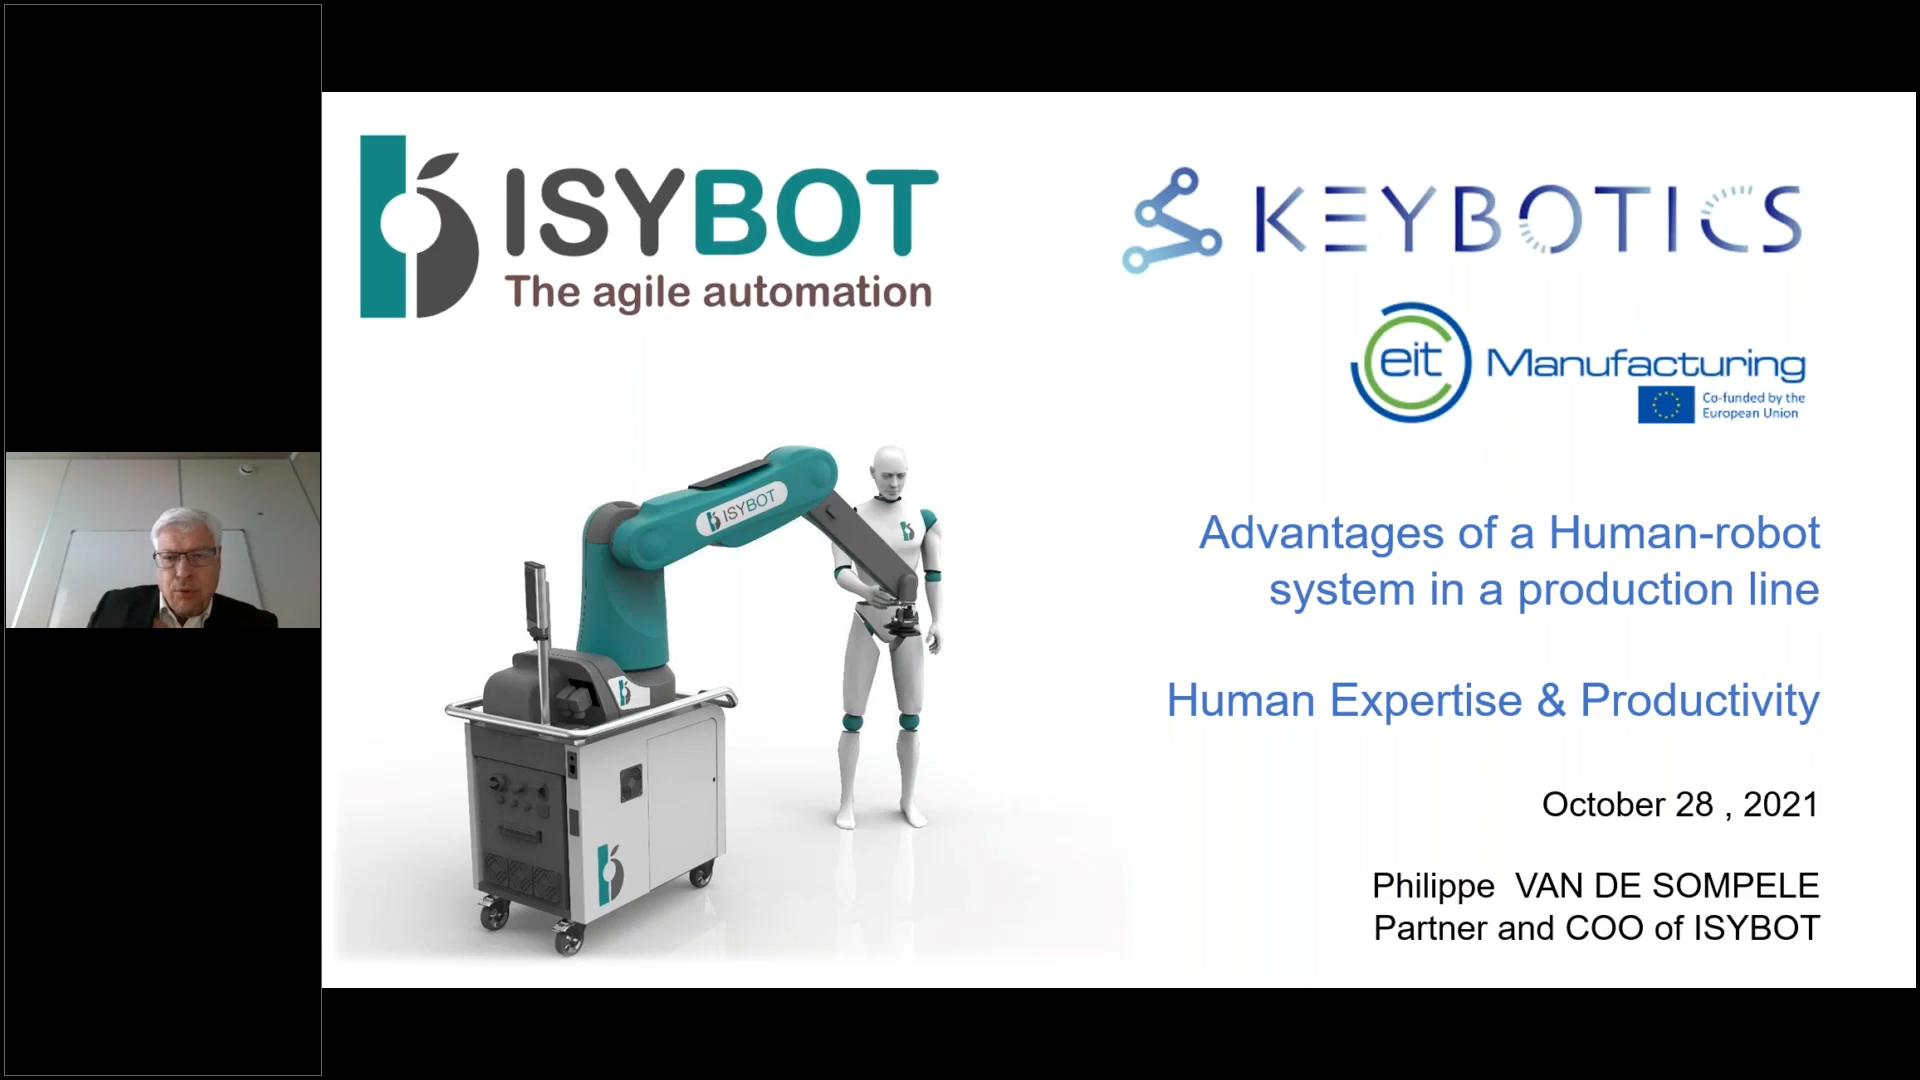 ISYBOT
The agile automation
KEYBOTICS
eit Manufacturing
Co-funded by the
European Union
ISYBOT
Advantages of a Human-robot
system in a production line
Human Expertise & Productivity
October 28 , 2021
Philippe VAN DE SOMPELE
Partner and COO of ISYBOT